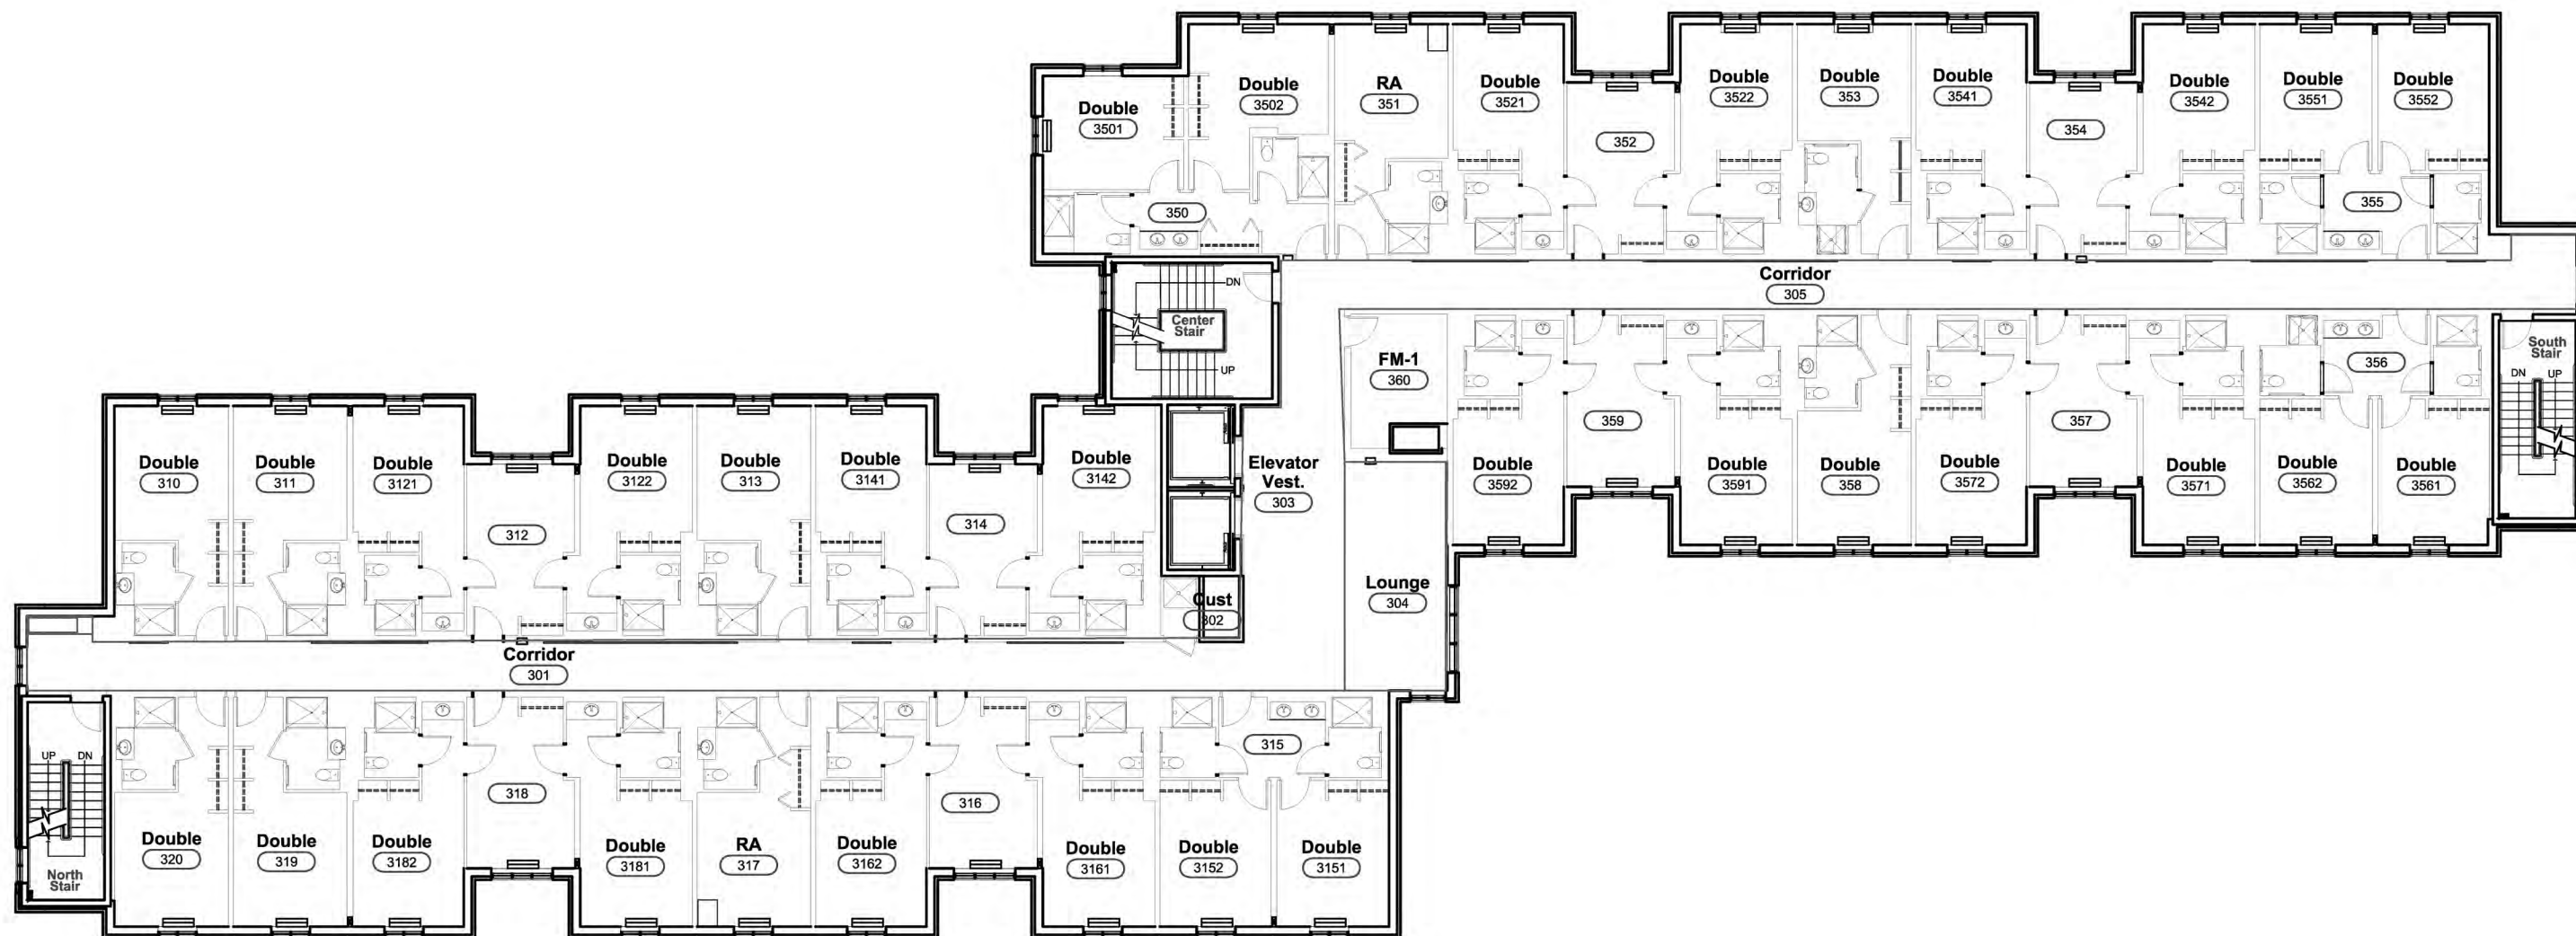 Double
3501
Double
3502
RA
351
Double
3521
352
Double
3522
Double
353
Double
3541
354
Double
3542
Double
3551
Double
3552
350
355
Corridor
305
DN
Center
Stair
UP
FM-1
360
359
357
356
South
Stair
DN
UP
Double
3592
Double
3591
Double
358
Double
3572
Double
3571
Double
3562
Double
3561
Double
310
Double
311
Double
3121
312
Double
3122
Double
313
Double
3141
314
Double
3142
Elevator
Vest.
303
Lounge
304
Cust
302
Corridor
301
UP
DN
North
Stair
318
316
315
Double
320
Double
319
Double
3182
Double
3181
RA
317
Double
3162
Double
3161
Double
3152
Double
3151